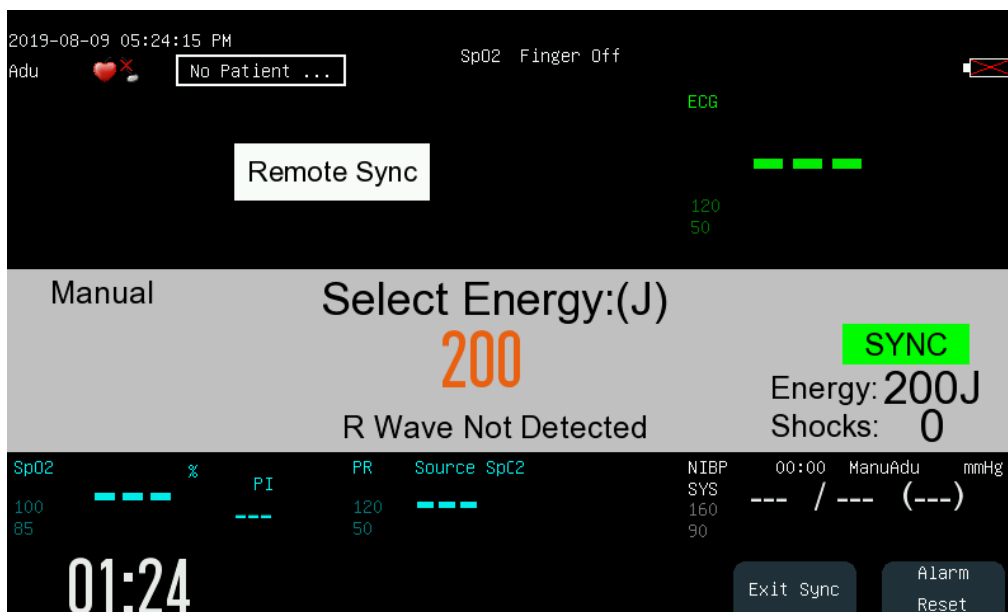 2019-08-09 05:24:15 PM
SpO2 Finger Off
Adu
No Patient ...
ECG
Remote Sync
---
120
50
Manual
Select Energy:(J)
200
SYNC
Energy: 200J
R Wave Not Detected
Shocks: 0
SpO2 %
---
100
85
PI
---
PR Source SpC2
---
120
50
NIBP 00:00 ManuAdu mmHg
SYS
160
90
--- / --- (---)
01:24
Exit Sync
Alarm
Reset